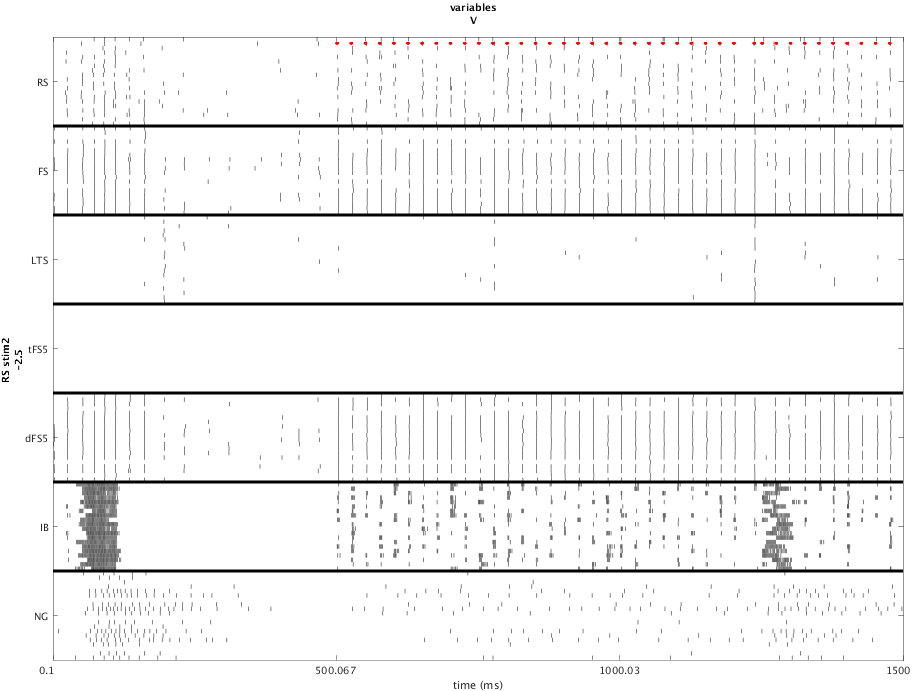 variables
V
RS
FS
LTS
RS stim2
-2.5
tFS5
dFS5
IB
NG
0.1
500.067
1000.03
1500
time (ms)